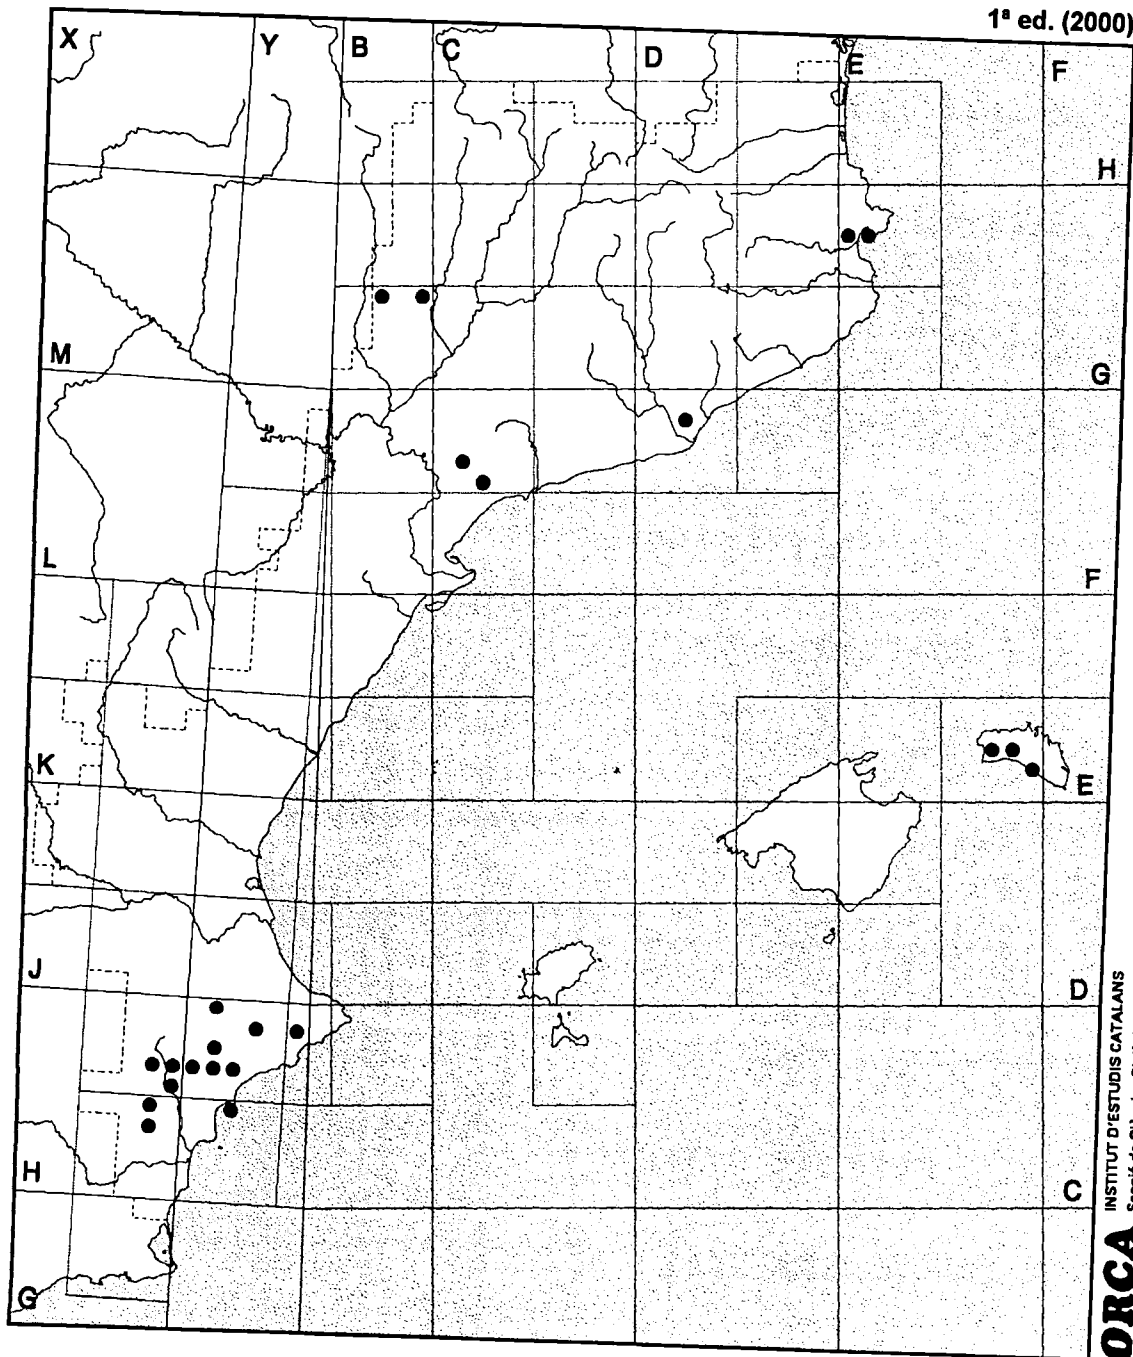 1ª ed. (2000)
X Y B C D E F
H
M G
L F
K E
J D
H C
G
ORCA
INSTITUT D'ESTUDIS CATALANS